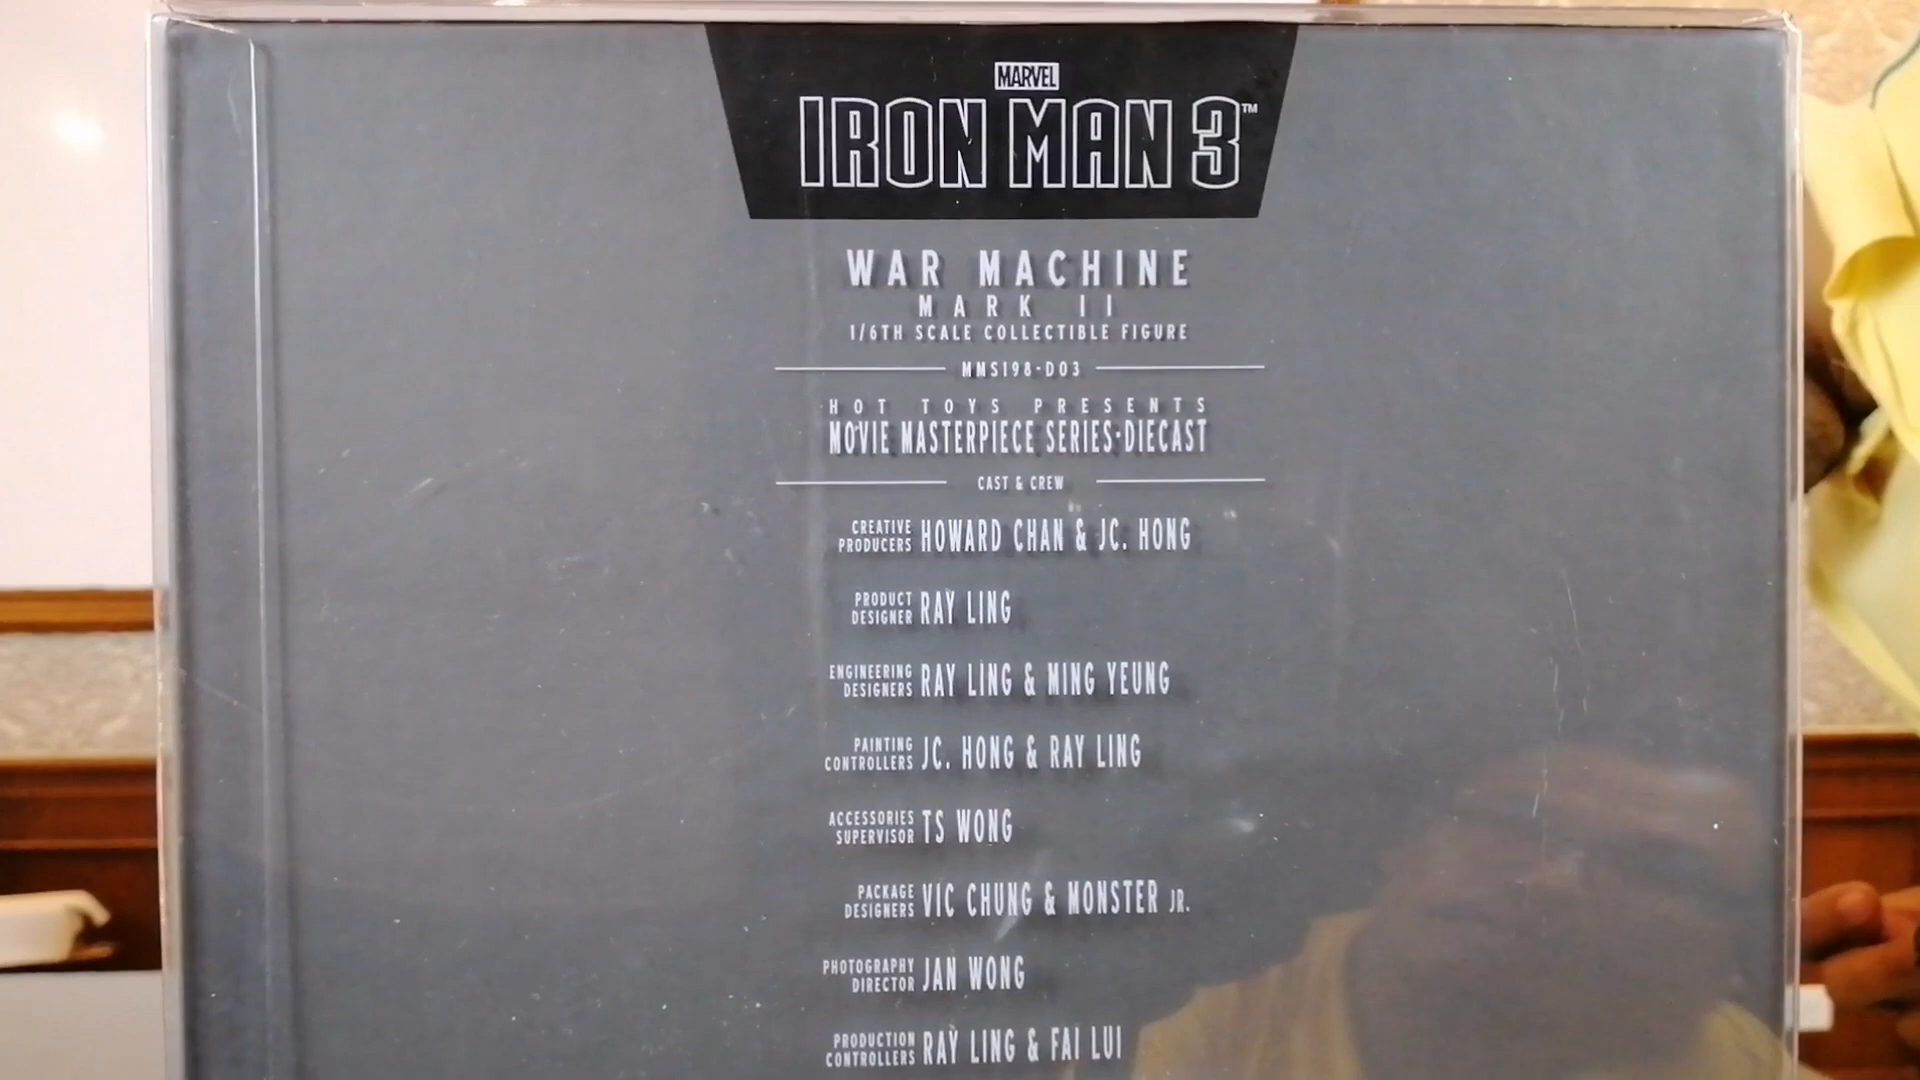 MARVEL
IRON MAN 3™
WAR MACHINE
MARK II
1/6TH SCALE COLLECTIBLE FIGURE
MMS198-D03
HOT TOYS PRESENTS
MOVIE MASTERPIECE SERIES·DIECAST
CAST & CREW
CREATIVE PRODUCERS HOWARD CHAN & JC. HONG
PRODUCT DESIGNER RAY LING
ENGINEERING DESIGNERS RAY LING & MING YEUNG
PAINTING CONTROLLERS JC. HONG & RAY LING
ACCESSORIES SUPERVISOR TS WONG
PACKAGE DESIGNERS VIC CHUNG & MONSTER JR.
PHOTOGRAPHY DIRECTOR JAN WONG
PRODUCTION CONTROLLERS RAY LING & FAI LUI